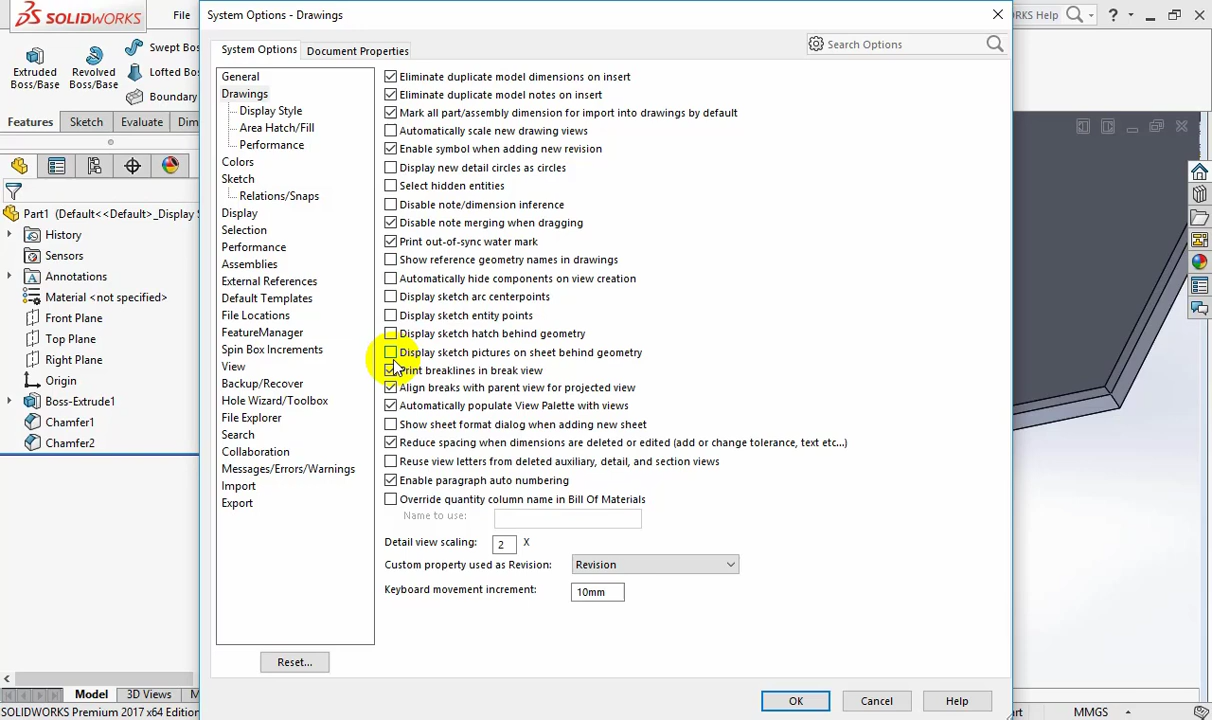 SOLIDWORKS
File
System Options - Drawings
RKS Help
Extruded
Boss/Base
Revolved
Boss/Base
Swept Bos
Lofted Bos
Boundary
Features
Sketch
Evaluate
Dim
Part1 (Default<<Default>_Display S
History
Sensors
Annotations
Material <not specified>
Front Plane
Top Plane
Right Plane
Origin
Boss-Extrude1
Chamfer1
Chamfer2
System Options
Document Properties
Search Options
General
Drawings
Display Style
Area Hatch/Fill
Performance
Colors
Sketch
Relations/Snaps
Display
Selection
Performance
Assemblies
External References
Default Templates
File Locations
FeatureManager
Spin Box Increments
View
Backup/Recover
Hole Wizard/Toolbox
File Explorer
Search
Collaboration
Messages/Errors/Warnings
Import
Export
Reset...
Eliminate duplicate model dimensions on insert
Eliminate duplicate model notes on insert
Mark all part/assembly dimension for import into drawings by default
Automatically scale new drawing views
Enable symbol when adding new revision
Display new detail circles as circles
Select hidden entities
Disable note/dimension inference
Disable note merging when dragging
Print out-of-sync water mark
Show reference geometry names in drawings
Automatically hide components on view creation
Display sketch arc centerpoints
Display sketch entity points
Display sketch hatch behind geometry
Display sketch pictures on sheet behind geometry
Print breaklines in break view
Align breaks with parent view for projected view
Automatically populate View Palette with views
Show sheet format dialog when adding new sheet
Reduce spacing when dimensions are deleted or edited (add or change tolerance, text etc...)
Reuse view letters from deleted auxiliary, detail, and section views
Enable paragraph auto numbering
Override quantity column name in Bill Of Materials
Name to use:
Detail view scaling: 2 X
Custom property used as Revision: Revision
Keyboard movement increment: 10mm
OK
Cancel
Help
Model
3D Views
M
SOLIDWORKS Premium 2017 x64 Edition
rt
MMGS